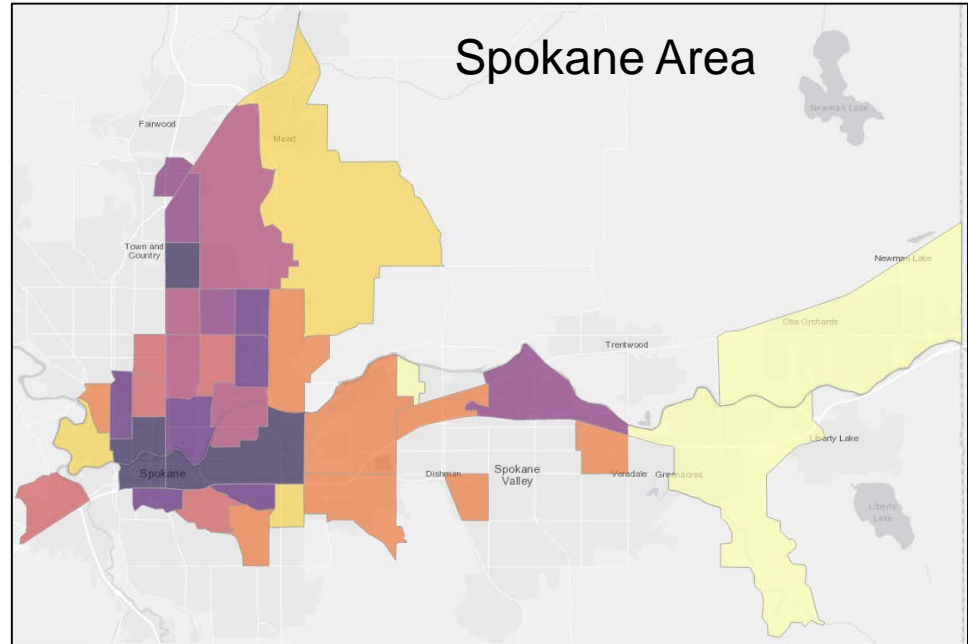 Spokane Area
Newman Lake
Fairwood
Mead
Town and
Country
Newman Lake
Otis Orchards
Trentwood
Liberty Lake
Spokane
Dishman
Spokane
Valley
Veradale
Greenacres
Liberty
Lake